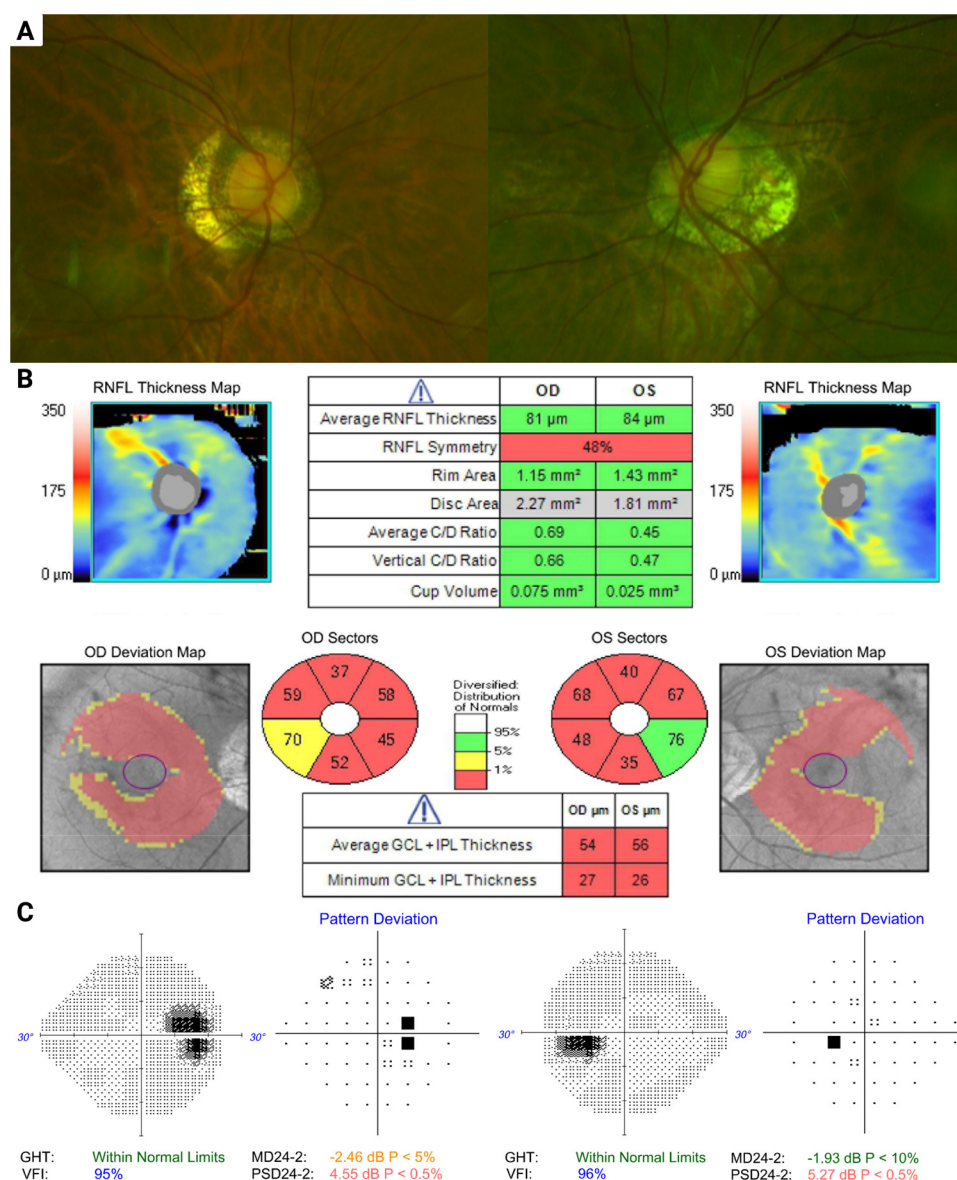 A
B
RNFL Thickness Map
RNFL Thickness Map
350
175
0 µm
OD OS
Average RNFL Thickness 81 µm 84 µm
RNFL Symmetry 48%
Rim Area 1.15 mm² 1.43 mm²
Disc Area 2.27 mm² 1.81 mm²
Average C/D Ratio 0.69 0.45
Vertical C/D Ratio 0.66 0.47
Cup Volume 0.075 mm³ 0.025 mm³
350
175
0 µm
OD Deviation Map
OD Sectors
OS Sectors
OS Deviation Map
37
59 58
70 45
52
Diversified:
Distribution
of Normals
95%
5%
1%
40
68 67
48 76
35
OD µm OS µm
Average GCL + IPL Thickness 54 56
Minimum GCL + IPL Thickness 27 26
C
Pattern Deviation
Pattern Deviation
30° 30° 30° 30°
GHT: Within Normal Limits MD24-2: -2.46 dB P < 5%
VFI: 95% PSD24-2: 4.55 dB P < 0.5%
GHT: Within Normal Limits MD24-2: -1.93 dB P < 10%
VFI: 96% PSD24-2: 5.27 dB P < 0.5%